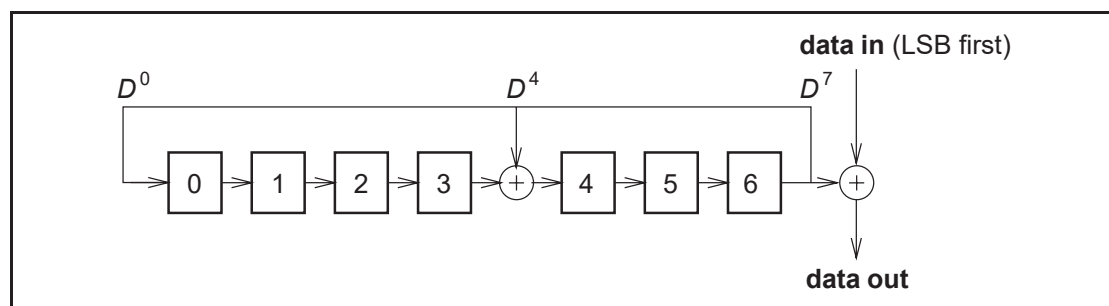 data in (LSB first)
D⁰ D⁴ D⁷
0 1 2 3 + 4 5 6 +
data out